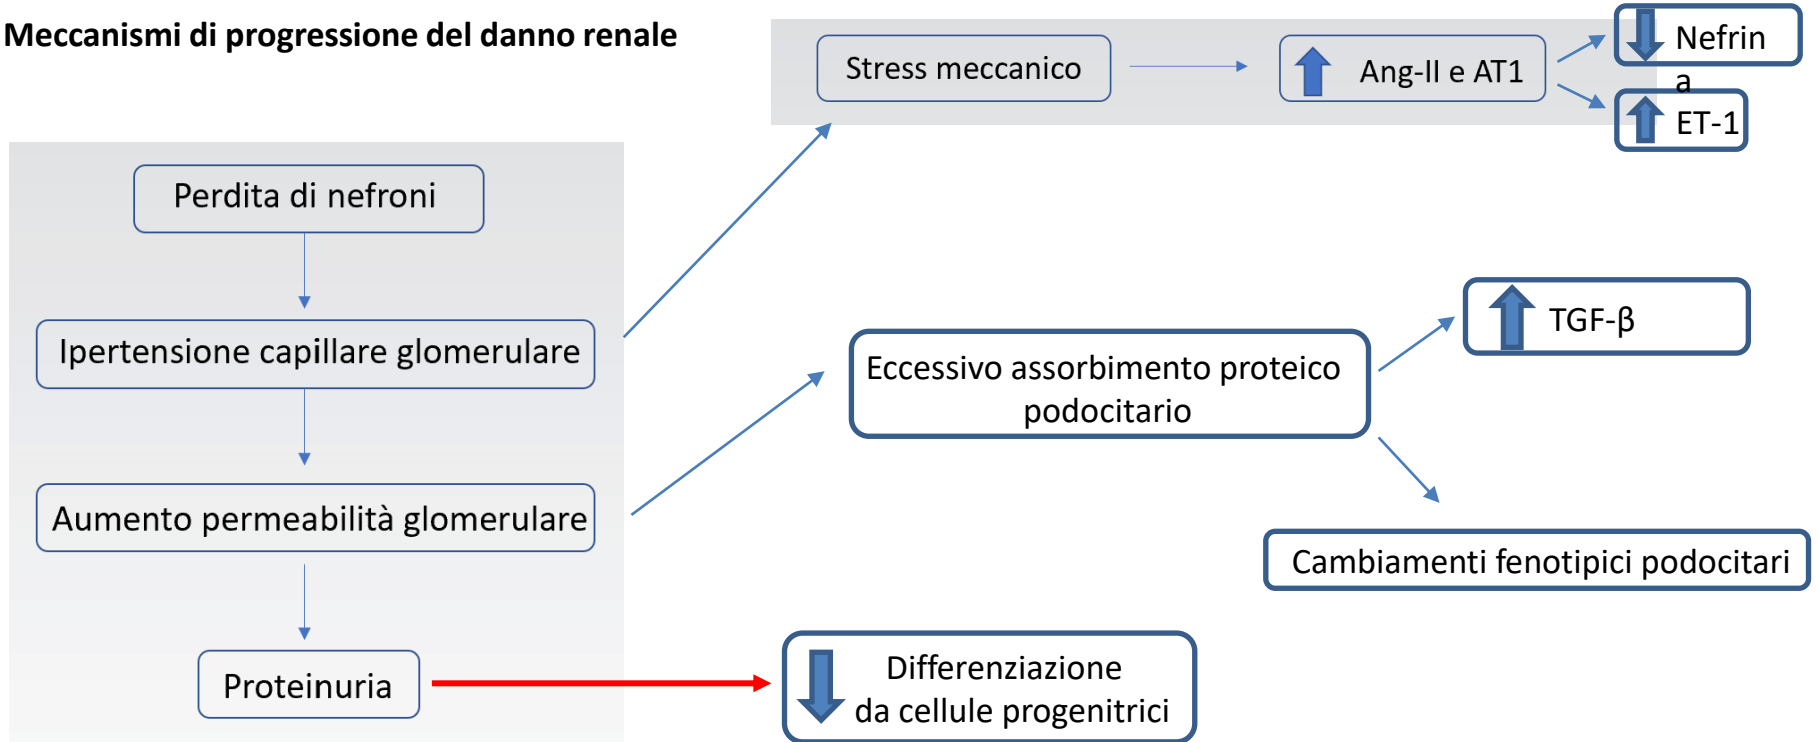 Meccanismi di progressione del danno renale
Stress meccanico
Ang-II e AT1
Nefrin
a
ET-1
Perdita di nefroni
Ipertensione capillare glomerulare
Aumento permeabilità glomerulare
Proteinuria
Eccessivo assorbimento proteico
podocitario
TGF-β
Cambiamenti fenotipici podocitari
Differenziazione
da cellule progenitrici